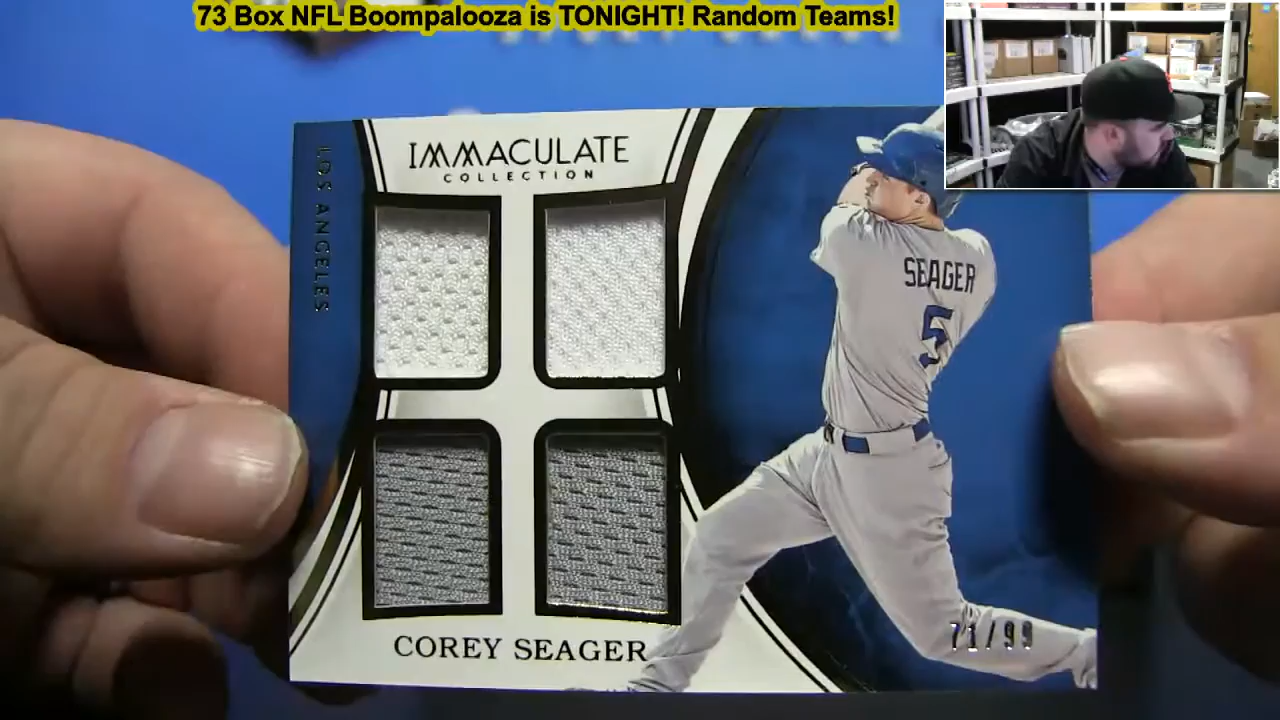 73 Box NFL Boompalooza is TONIGHT! Random Teams!
IMMACULATE
COLLECTION
LOS ANGELES
SEAGER
5
COREY SEAGER
71/99